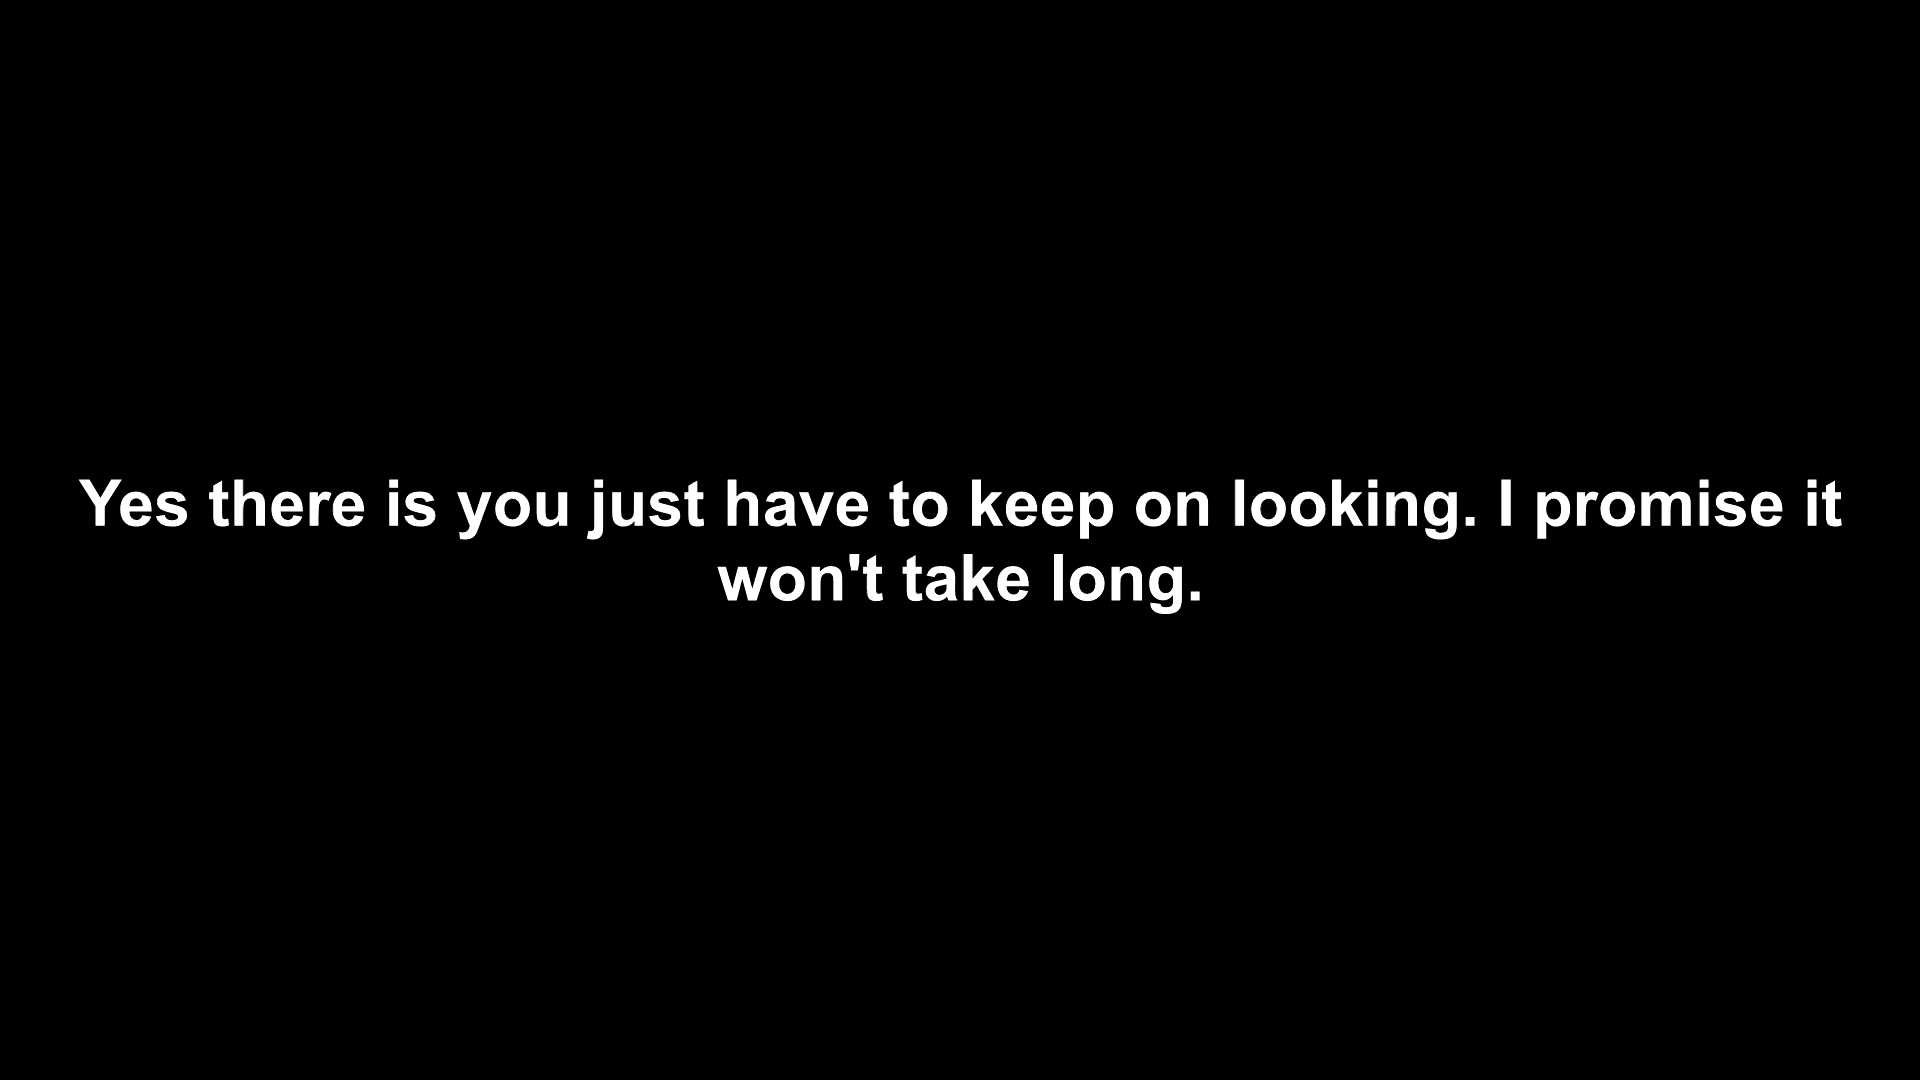 Yes there is you just have to keep on looking. I promise it
won't take long.